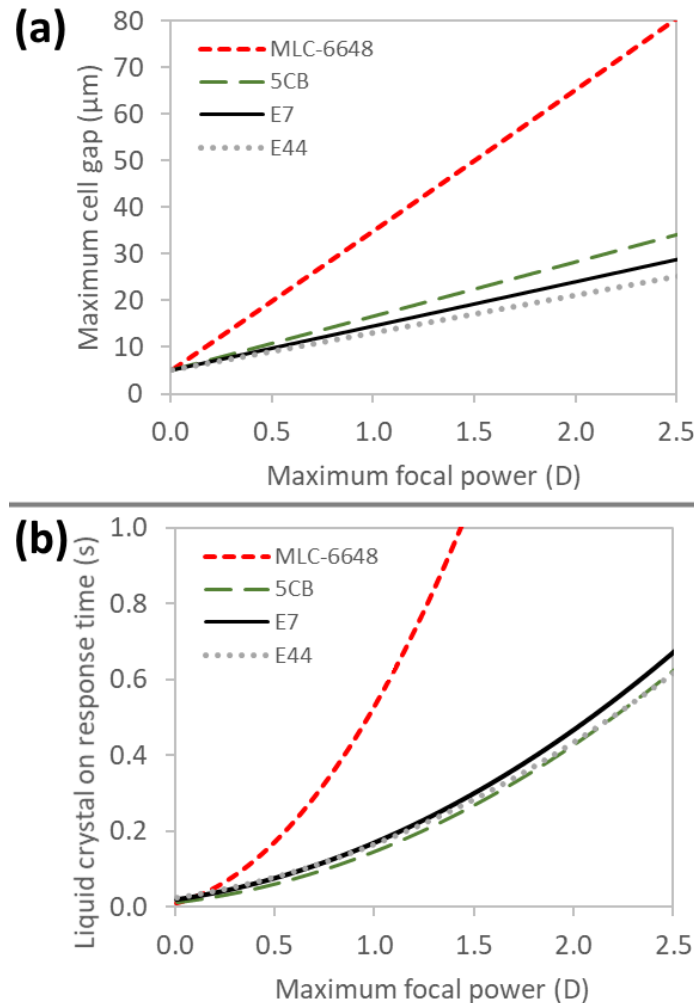 (a)
Maximum cell gap (μm)
80
70
60
50
40
30
20
10
0
MLC-6648
5CB
E7
E44
0.0 0.5 1.0 1.5 2.0 2.5
Maximum focal power (D)
(b)
Liquid crystal on response time (s)
1.0
0.8
0.6
0.4
0.2
0.0
MLC-6648
5CB
E7
E44
0.0 0.5 1.0 1.5 2.0 2.5
Maximum focal power (D)